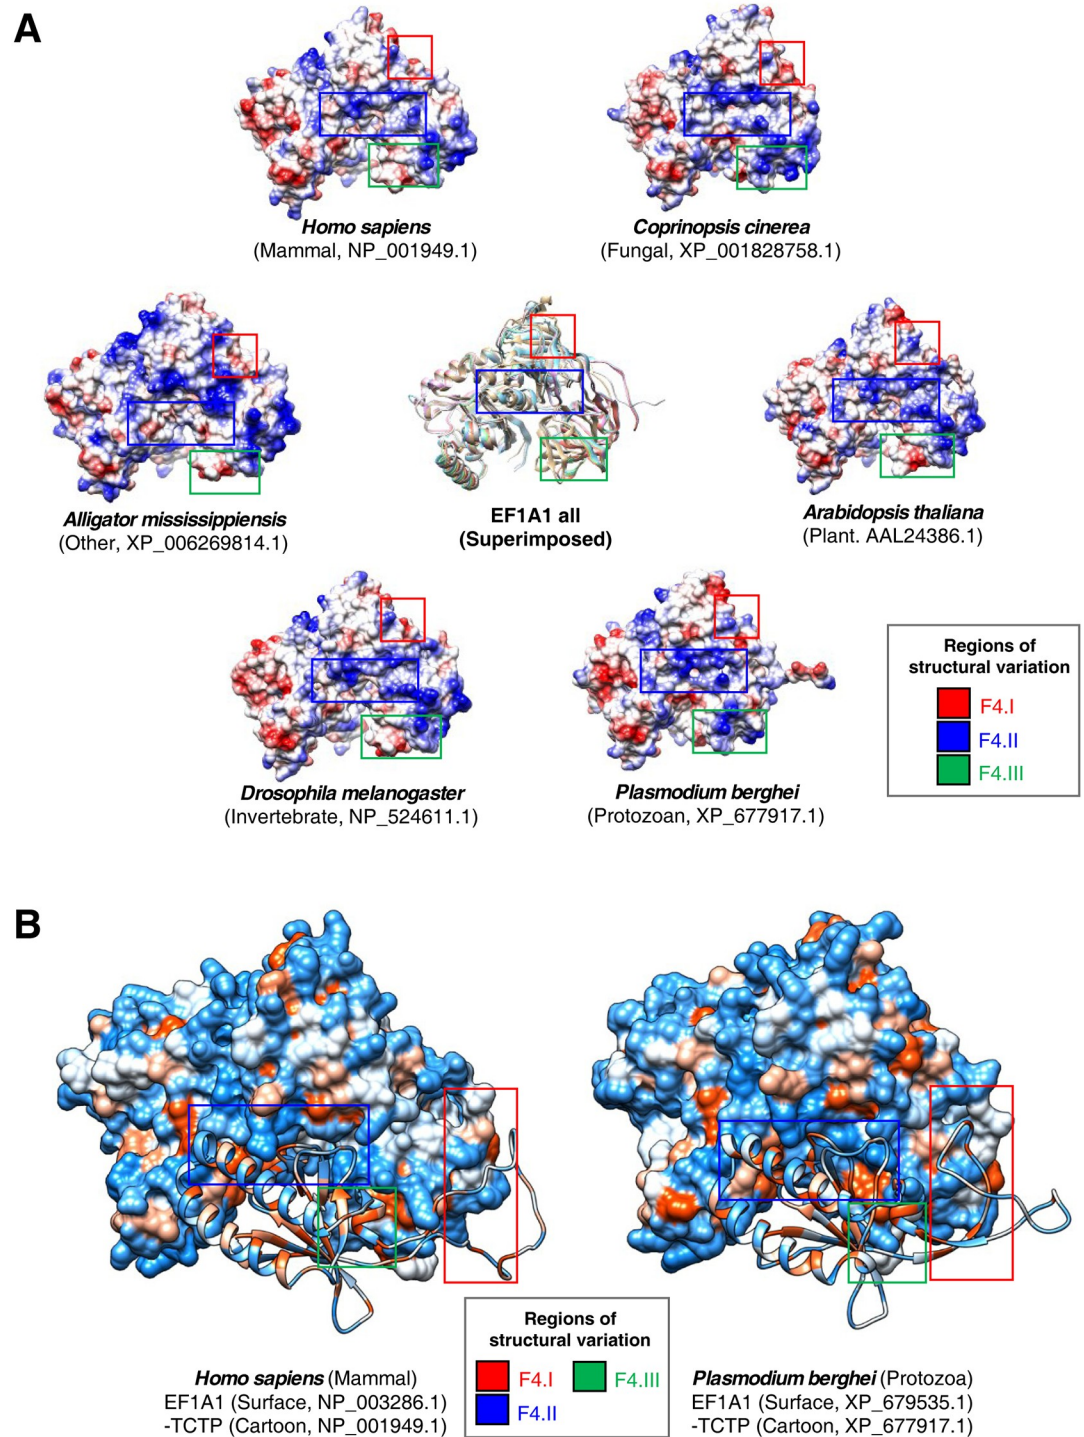 A
Homo sapiens
(Mammal, NP_001949.1)
Coprinopsis cinerea
(Fungal, XP_001828758.1)
Alligator mississippiensis
(Other, XP_006269814.1)
EF1A1 all
(Superimposed)
Arabidopsis thaliana
(Plant. AAL24386.1)
Drosophila melanogaster
(Invertebrate, NP_524611.1)
Plasmodium berghei
(Protozoan, XP_677917.1)
Regions of
structural variation
F4.I
F4.II
F4.III
B
Regions of
structural variation
F4.I F4.III
F4.II
Homo sapiens (Mammal)
EF1A1 (Surface, NP_003286.1)
-TCTP (Cartoon, NP_001949.1)
Plasmodium berghei (Protozoa)
EF1A1 (Surface, XP_679535.1)
-TCTP (Cartoon, XP_677917.1)